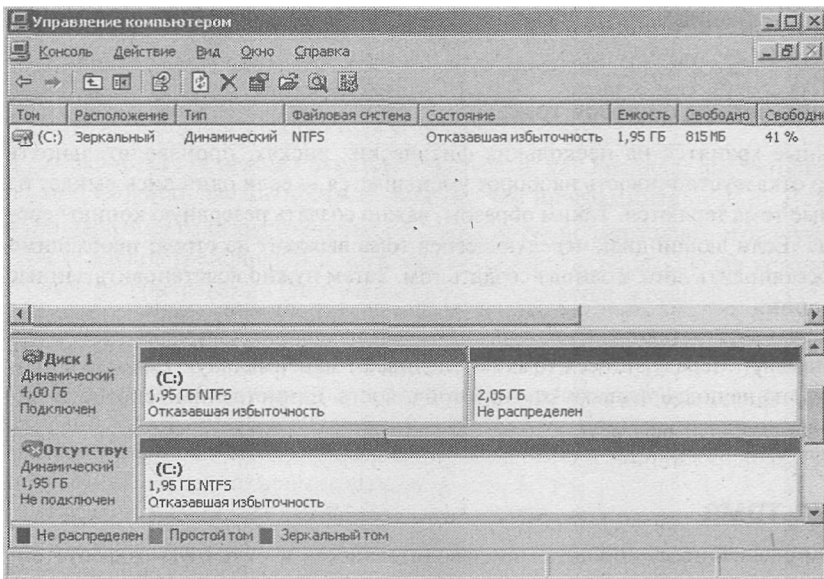 Управление компьютером
Консоль Действие Вид Окно Справка
Том Расположение Тип Файловая система Состояние Емкость Свободно Свободн
(C:) Зеркальный Динамический NTFS Отказавшая избыточность 1,95 ГБ 815 МБ 41 %
Диск 1
Динамический
4,00 ГБ
Подключен
(C:)
1,95 ГБ NTFS
Отказавшая избыточность
2,05 ГБ
Не распределен
Отсутствуе
Динамический
1,95 ГБ
Не подключен
(C:)
1,95 ГБ NTFS
Отказавшая избыточность
Не распределен Простой том Зеркальный том